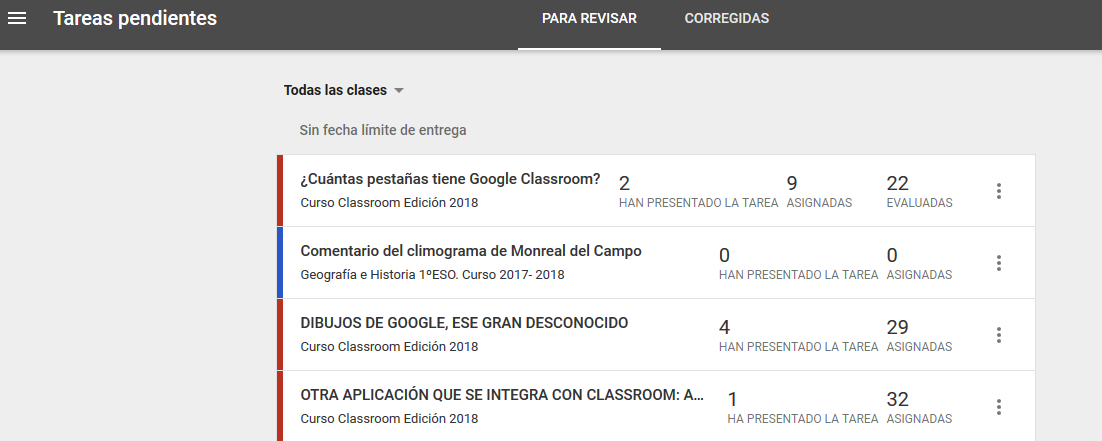 Tareas pendientes
PARA REVISAR
CORREGIDAS
Todas las clases
Sin fecha límite de entrega
¿Cuántas pestañas tiene Google Classroom?
Curso Classroom Edición 2018
2
HAN PRESENTADO LA TAREA
9
ASIGNADAS
22
EVALUADAS
Comentario del climograma de Monreal del Campo
Geografía e Historia 1ºESO. Curso 2017- 2018
0
HAN PRESENTADO LA TAREA
0
ASIGNADAS
DIBUJOS DE GOOGLE, ESE GRAN DESCONOCIDO
Curso Classroom Edición 2018
4
HAN PRESENTADO LA TAREA
29
ASIGNADAS
OTRA APLICACIÓN QUE SE INTEGRA CON CLASSROOM: A...
Curso Classroom Edición 2018
1
HA PRESENTADO LA TAREA
32
ASIGNADAS